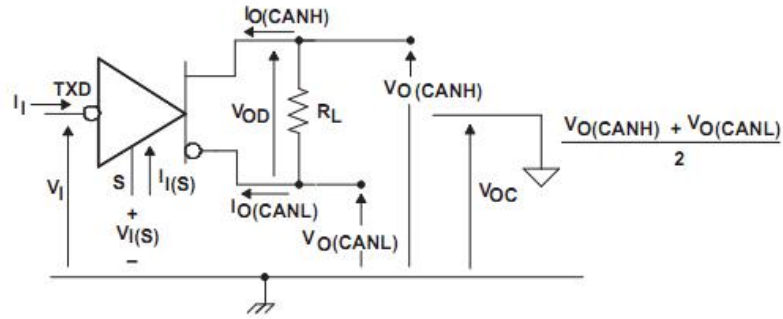 IO(CANH)
TXD
II
VO(CANH)
VOD
RL
VO(CANH) + VO(CANL)
2
S
II(S)
VI
IO(CANL)
VOC
+
VI(S)
–
VO(CANL)